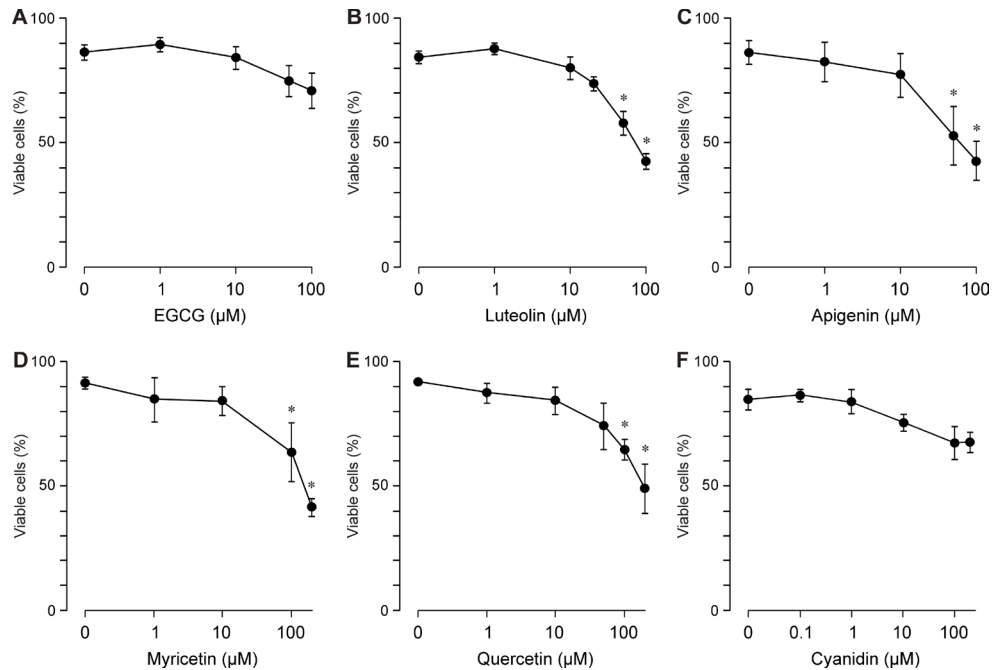 A
100
50
0
Viable cells (%)
0 1 10 100
EGCG (µM)
B
100
50
0
Viable cells (%)
* *
0 1 10 100
Luteolin (µM)
C
100
50
0
Viable cells (%)
* *
0 1 10 100
Apigenin (µM)
D
100
50
0
Viable cells (%)
* *
0 1 10 100
Myricetin (µM)
E
100
50
0
Viable cells (%)
* *
0 1 10 100
Quercetin (µM)
F
100
50
0
Viable cells (%)
0 0.1 1 10 100
Cyanidin (µM)